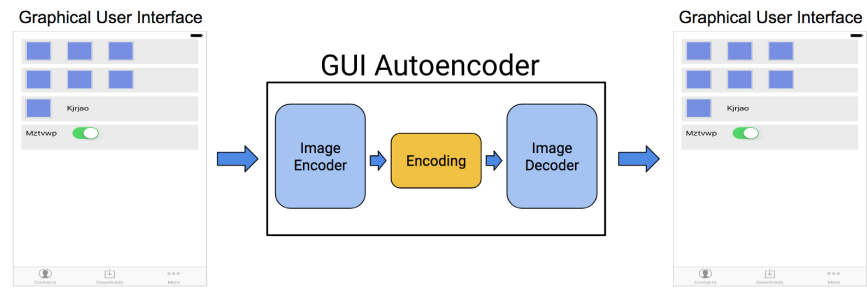 Graphical User Interface
Kjrjao
Mztvwp
Contacts
Downloads
More
GUI Autoencoder
Image
Encoder
Encoding
Image
Decoder
Graphical User Interface
Kjrjao
Mztvwp
Contacts
Downloads
More